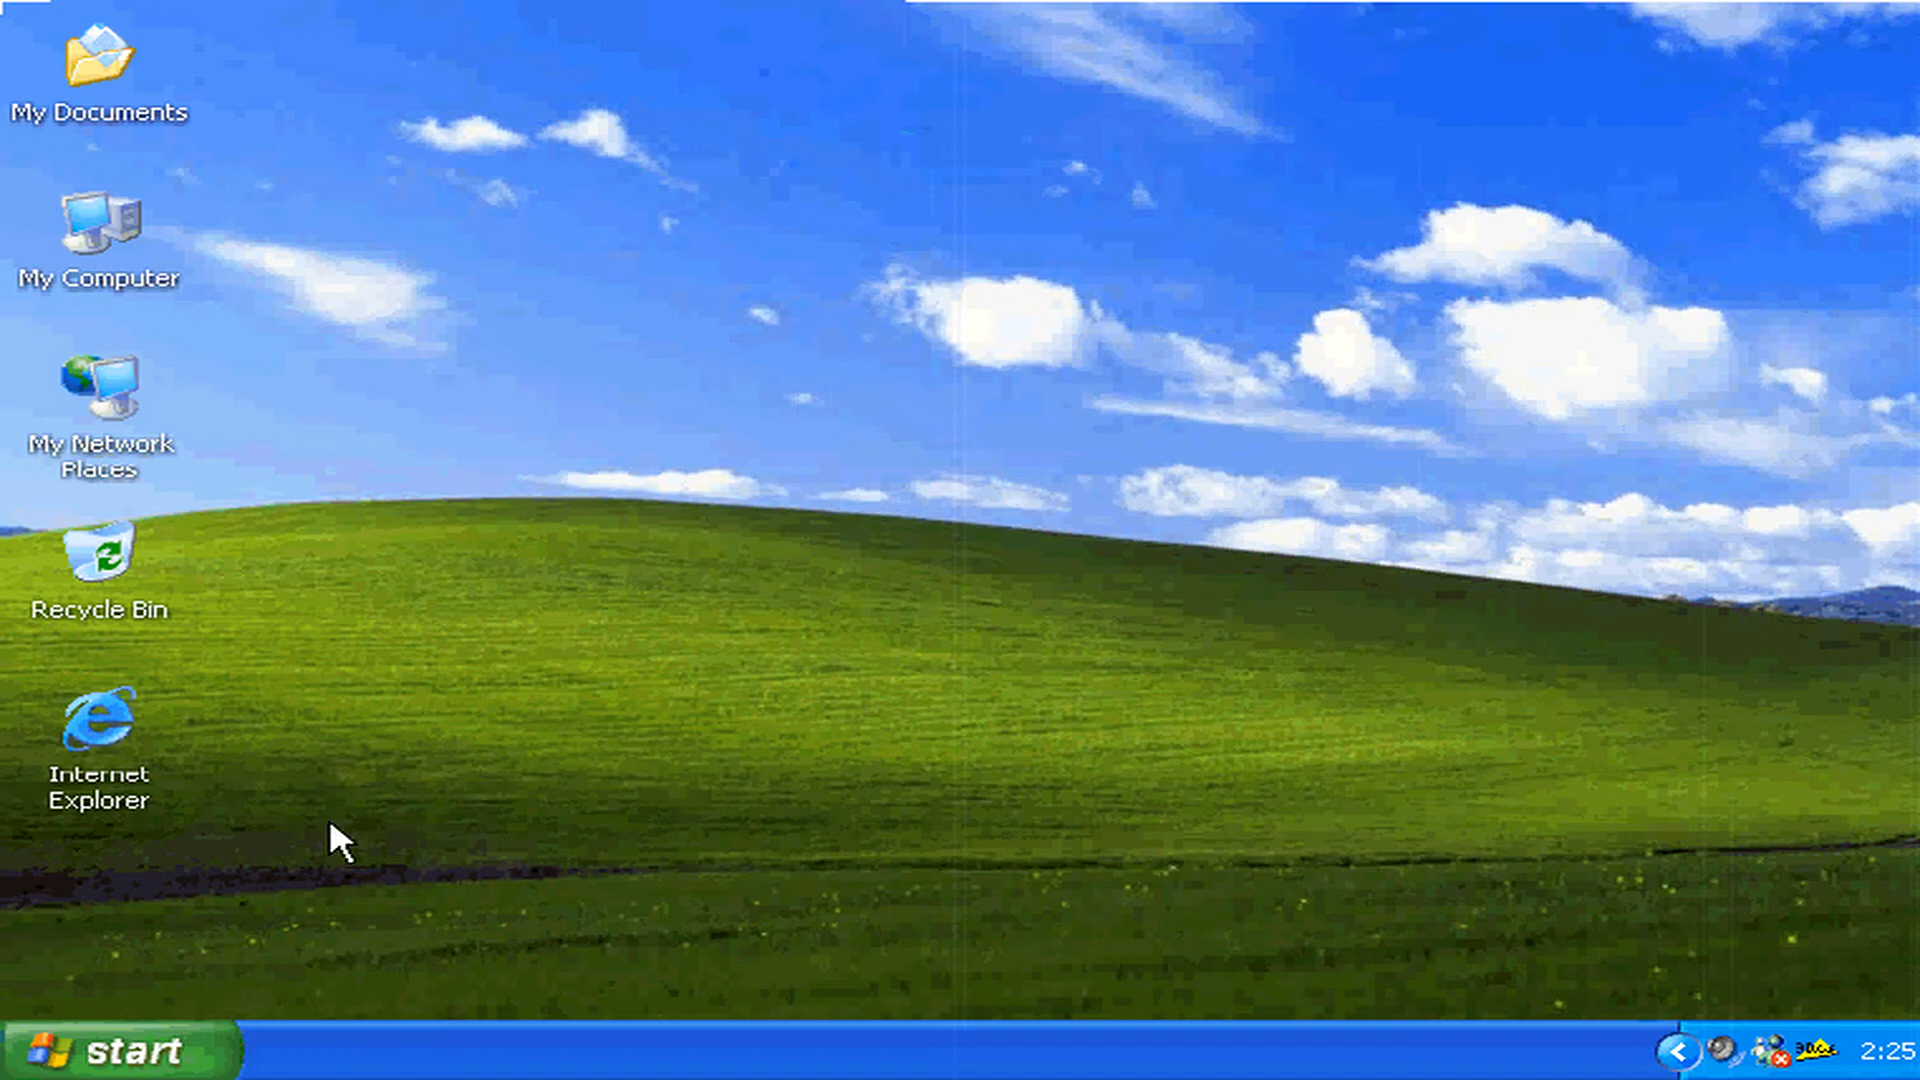 My Documents
My Computer
My Network
Places
Recycle Bin
Internet
Explorer
start
2:25